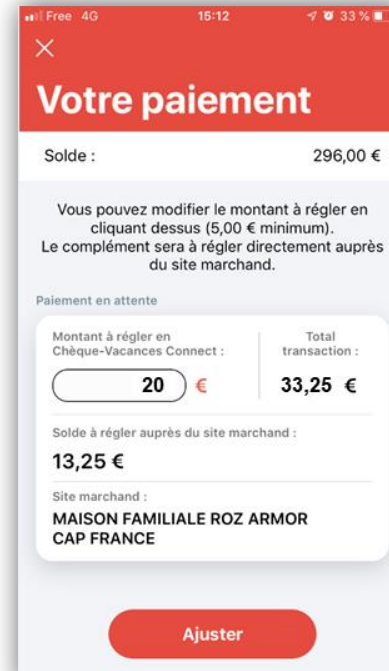 Free 4G 15:12 33 %
Votre paiement
Solde : 296,00 €
Vous pouvez modifier le montant à régler en
cliquant dessus (5,00 € minimum).
Le complément sera à régler directement auprès
du site marchand.
Paiement en attente
Montant à régler en Total
Chèque-Vacances Connect : transaction :
20 € 33,25 €
Solde à régler auprès du site marchand :
13,25 €
Site marchand :
MAISON FAMILIALE ROZ ARMOR
CAP FRANCE
Ajuster